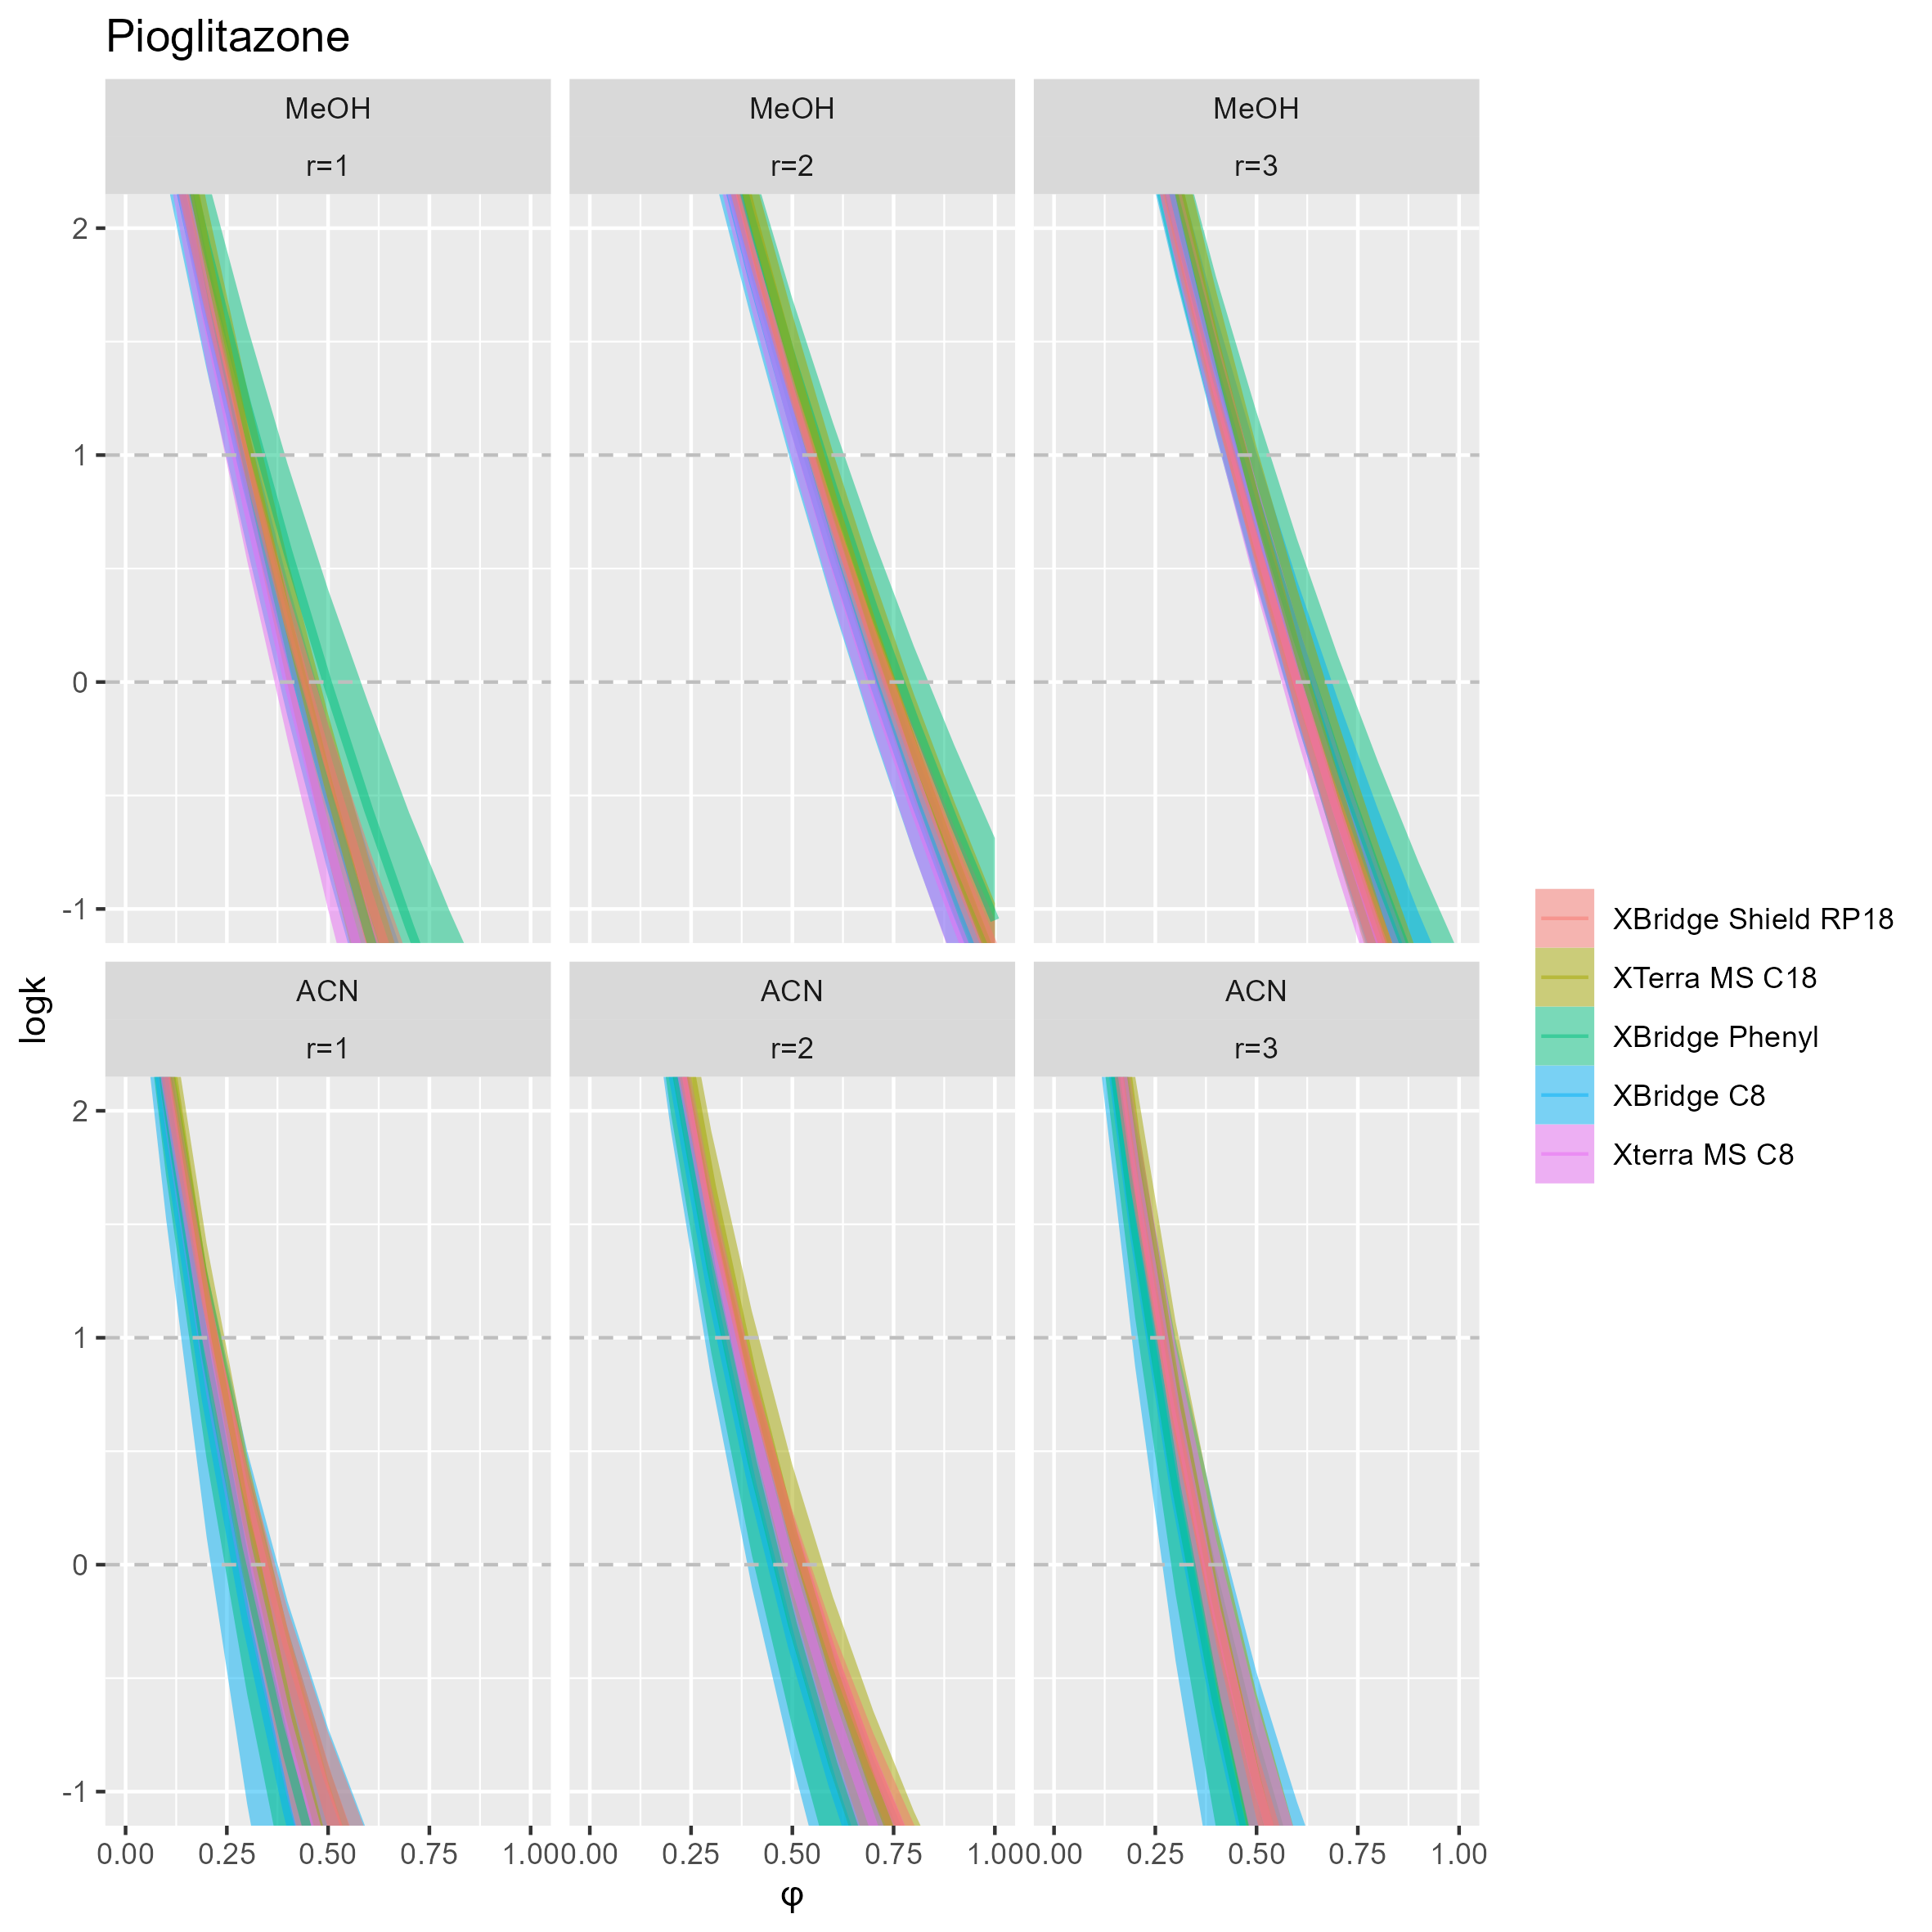 Pioglitazone
MeOH
r=1
MeOH
r=2
MeOH
r=3
2
1
0
-1
ACN
r=1
ACN
r=2
ACN
r=3
2
1
0
-1
0.00 0.25 0.50 0.75 1.00
0.00 0.25 0.50 0.75 1.00
0.00 0.25 0.50 0.75 1.00
φ
logk
XBridge Shield RP18
XTerra MS C18
XBridge Phenyl
XBridge C8
Xterra MS C8